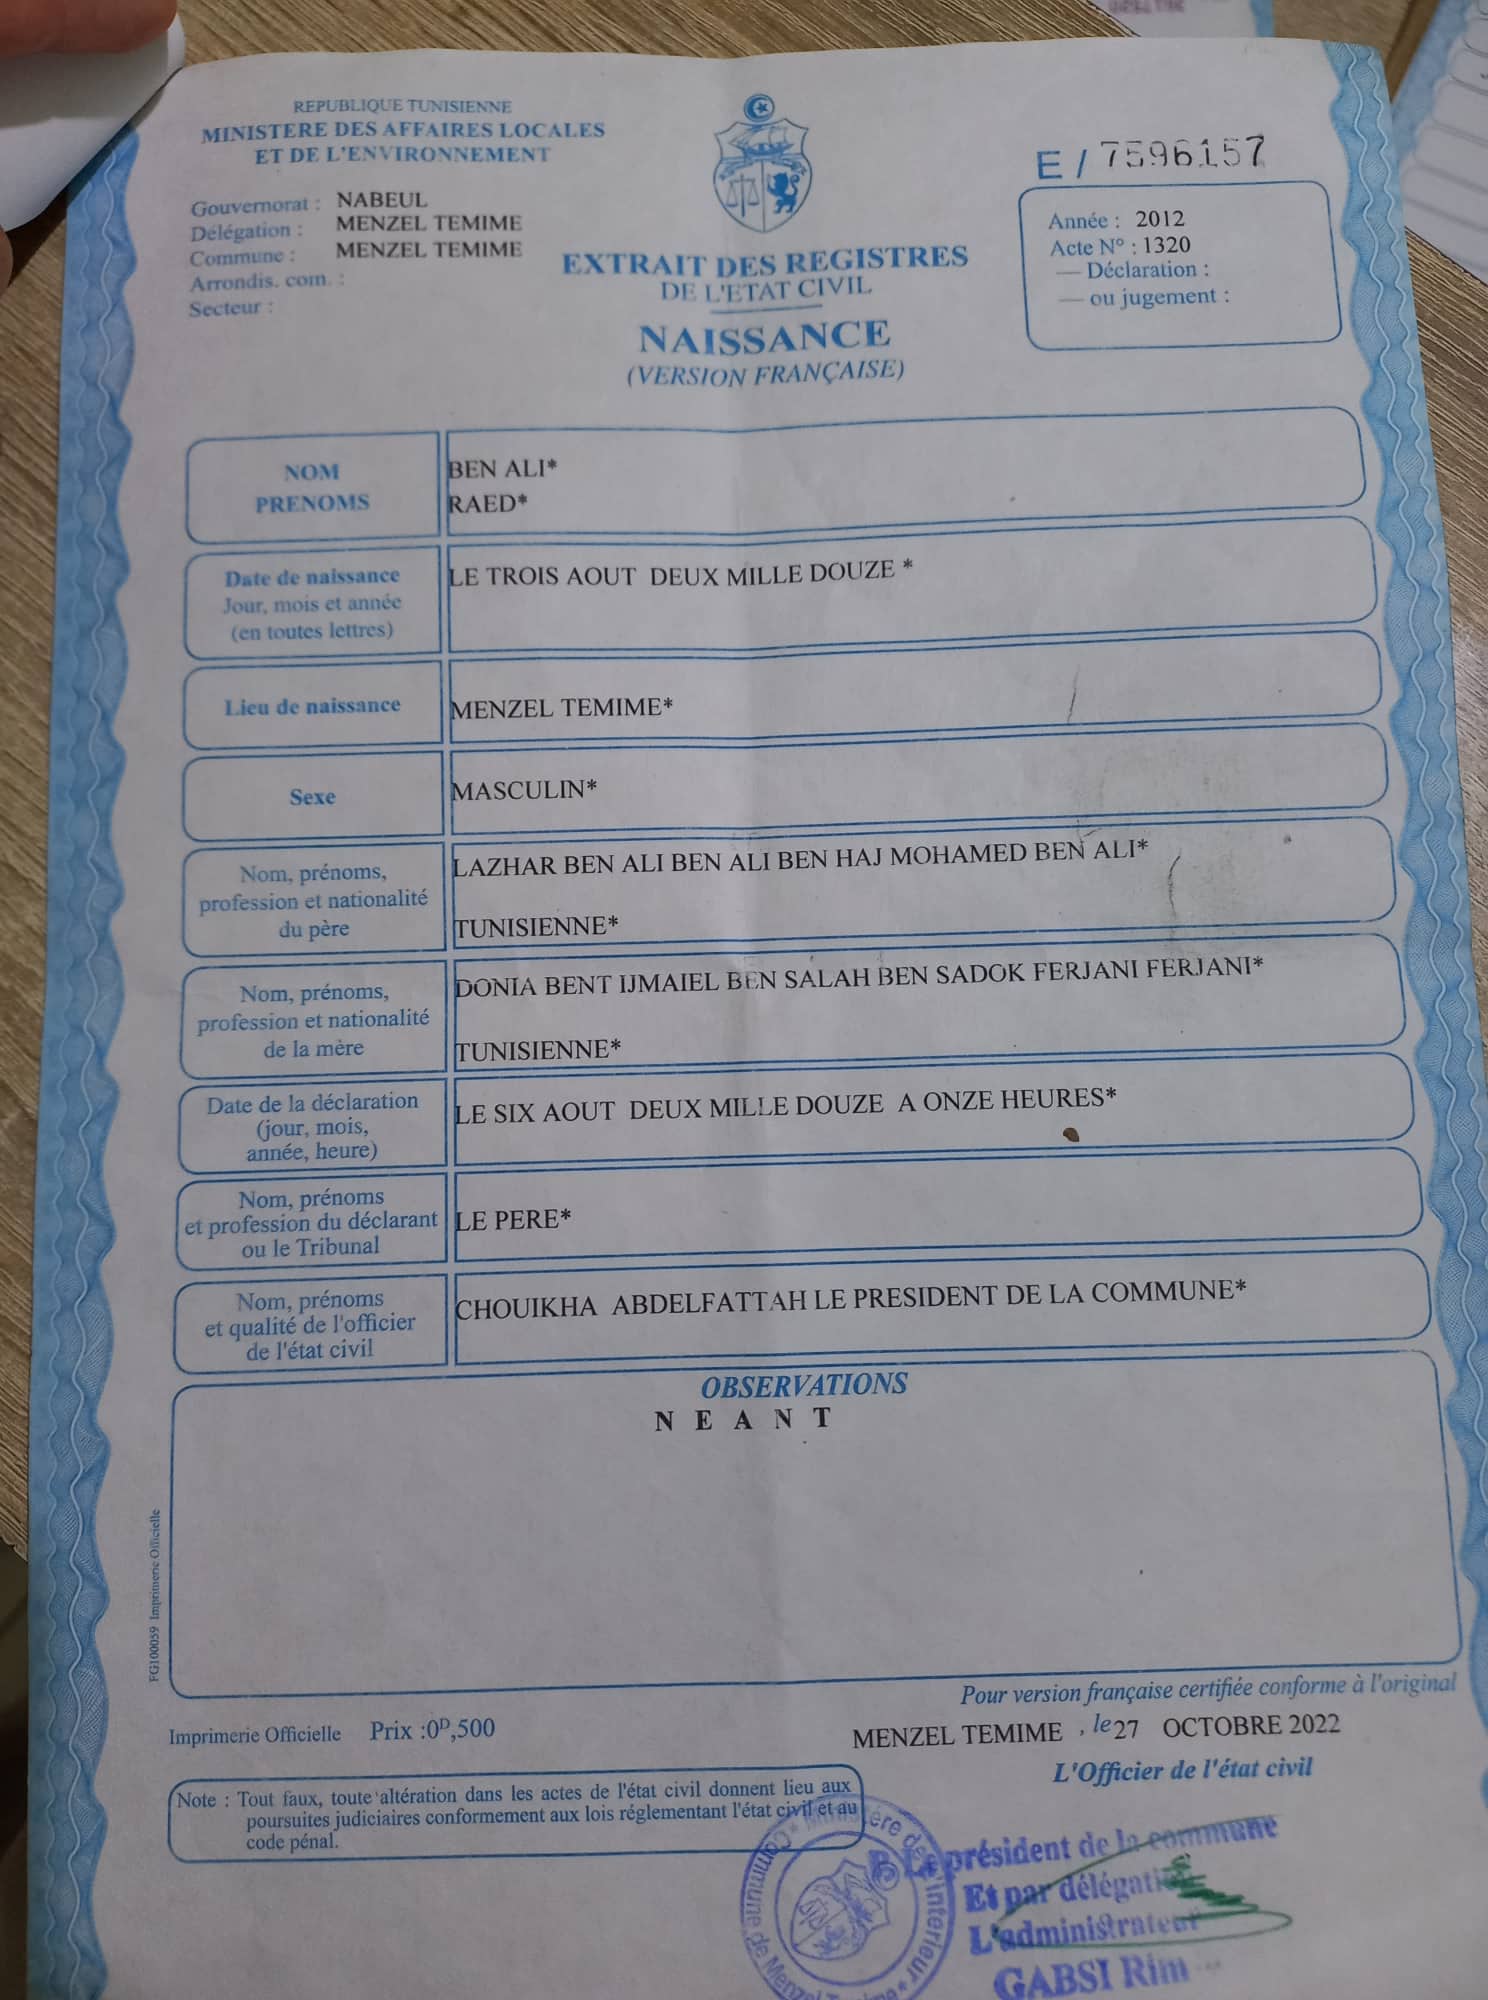 REPUBLIQUE TUNISIENNE
MINISTERE DES AFFAIRES LOCALES
ET DE L'ENVIRONNEMENT
Gouvernorat : NABEUL
Délégation : MENZEL TEMIME
Commune : MENZEL TEMIME
Arrondis. com. :
Secteur :
EXTRAIT DES REGISTRES
DE L'ETAT CIVIL
NAISSANCE
(VERSION FRANÇAISE)
E / 7596157
Année : 2012
Acte N° : 1320
— Déclaration :
— ou jugement :
NOM
PRENOMS
BEN ALI*
RAED*
Date de naissance
Jour, mois et année
(en toutes lettres)
LE TROIS AOUT DEUX MILLE DOUZE *
Lieu de naissance
MENZEL TEMIME*
Sexe
MASCULIN*
Nom, prénoms,
profession et nationalité
du père
LAZHAR BEN ALI BEN ALI BEN HAJ MOHAMED BEN ALI*
TUNISIENNE*
Nom, prénoms,
profession et nationalité
de la mère
DONIA BENT IJMAIEL BEN SALAH BEN SADOK FERJANI FERJANI*
TUNISIENNE*
Date de la déclaration
(jour, mois,
année, heure)
LE SIX AOUT DEUX MILLE DOUZE A ONZE HEURES*
Nom, prénoms
et profession du déclarant
ou le Tribunal
LE PERE*
Nom, prénoms
et qualité de l'officier
de l'état civil
CHOUIKHA ABDELFATTAH LE PRESIDENT DE LA COMMUNE*
OBSERVATIONS
N E A N T
FG100059 Imprimerie Officielle
Pour version française certifiée conforme à l'original
Imprimerie Officielle Prix :0ᴰ,500
MENZEL TEMIME , le 27 OCTOBRE 2022
L'Officier de l'état civil
Note : Tout faux, toute altération dans les actes de l'état civil donnent lieu aux
poursuites judiciaires conformement aux lois réglementant l'état civil et au
code pénal.
Ministère de l'Intérieur * Commune de Menzel Temime *
P. Le président de la commune
Et par délégation
L'administrateur
GABSI Rim